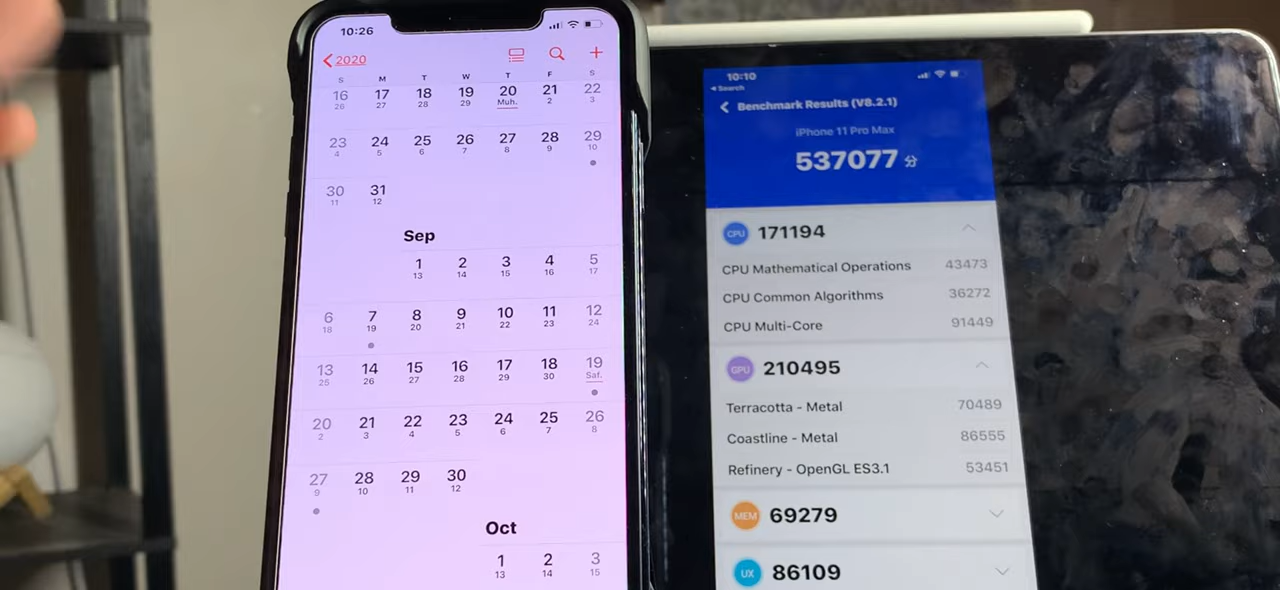 10:26
2020
S M T W T F S
16 17 18 19 20 21 22
26 27 28 29 Muh. 2 3
23 24 25 26 27 28 29
4 5 6 7 8 9 10
30 31
11 12
Sep
1 2 3 4 5
13 14 15 16 17
6 7 8 9 10 11 12
18 19 20 21 22 23 24
13 14 15 16 17 18 19
25 26 27 28 29 30 Saf.
20 21 22 23 24 25 26
2 3 4 5 6 7 8
27 28 29 30
9 10 11 12
Oct
1 2 3
13 14 15
10:10
Search
Benchmark Results (V8.2.1)
iPhone 11 Pro Max
537077 分
CPU 171194
CPU Mathematical Operations 43473
CPU Common Algorithms 36272
CPU Multi-Core 91449
GPU 210495
Terracotta - Metal 70489
Coastline - Metal 86555
Refinery - OpenGL ES3.1 53451
MEM 69279
UX 86109